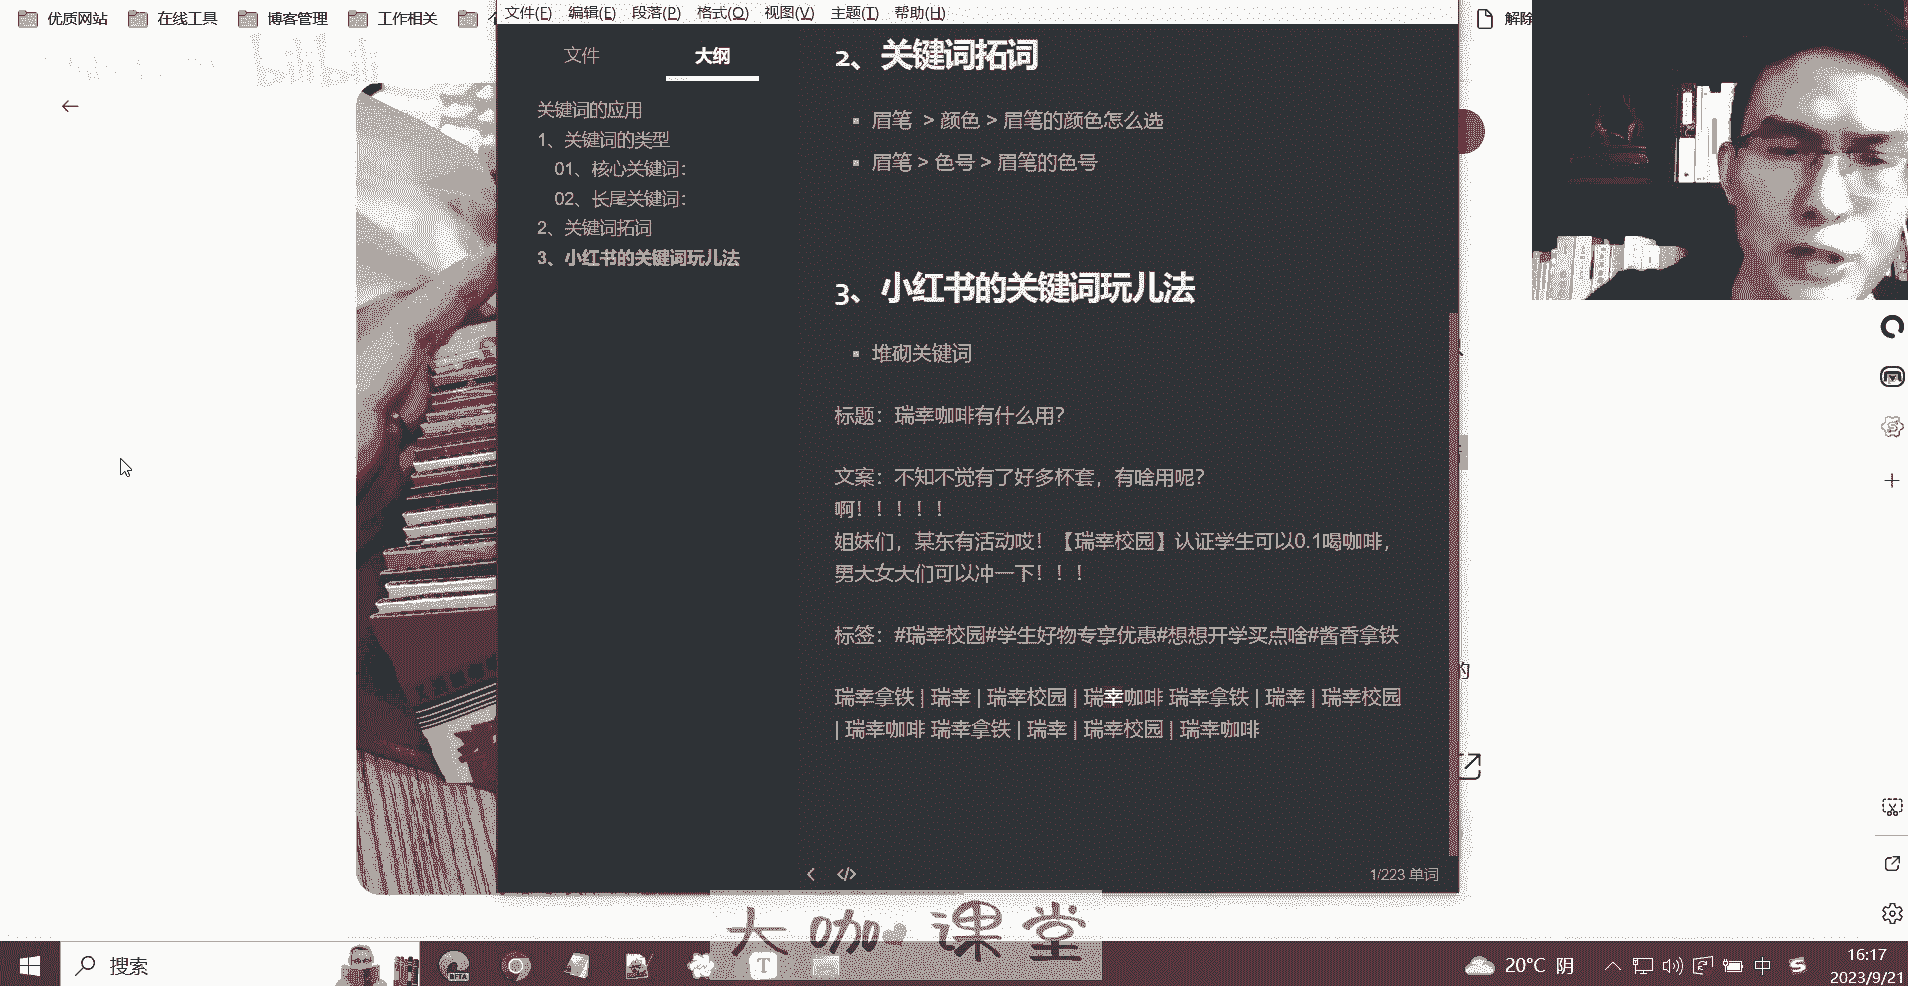 优质网站
在线工具
博客管理
工作相关
文件(F) 编辑(E) 段落(P) 格式(O) 视图(V) 主题(T) 帮助(H)
解除
bilibili
文件
大纲
关键词的应用
1、关键词的类型
01、核心关键词：
02、长尾关键词：
2、关键词拓词
3、小红书的关键词玩儿法
2、关键词拓词
眉笔 > 颜色 > 眉笔的颜色怎么选
眉笔 > 色号 > 眉笔的色号
3、小红书的关键词玩儿法
堆砌关键词
标题：瑞幸咖啡有什么用？
文案：不知不觉有了好多杯套，有啥用呢？
啊！！！！！
姐妹们，某东有活动哎！【瑞幸校园】认证学生可以0.1喝咖啡，
男大女大们可以冲一下！！！
标签：#瑞幸校园#学生好物专享优惠#想想开学买点啥#酱香拿铁
瑞幸拿铁 | 瑞幸 | 瑞幸校园 | 瑞幸咖啡 瑞幸拿铁 | 瑞幸 | 瑞幸校园
| 瑞幸咖啡 瑞幸拿铁 | 瑞幸 | 瑞幸校园 | 瑞幸咖啡
的
1/223 单词
大咖课堂
搜索
BETA
T
20°C 阴
中
16:17
2023/9/21